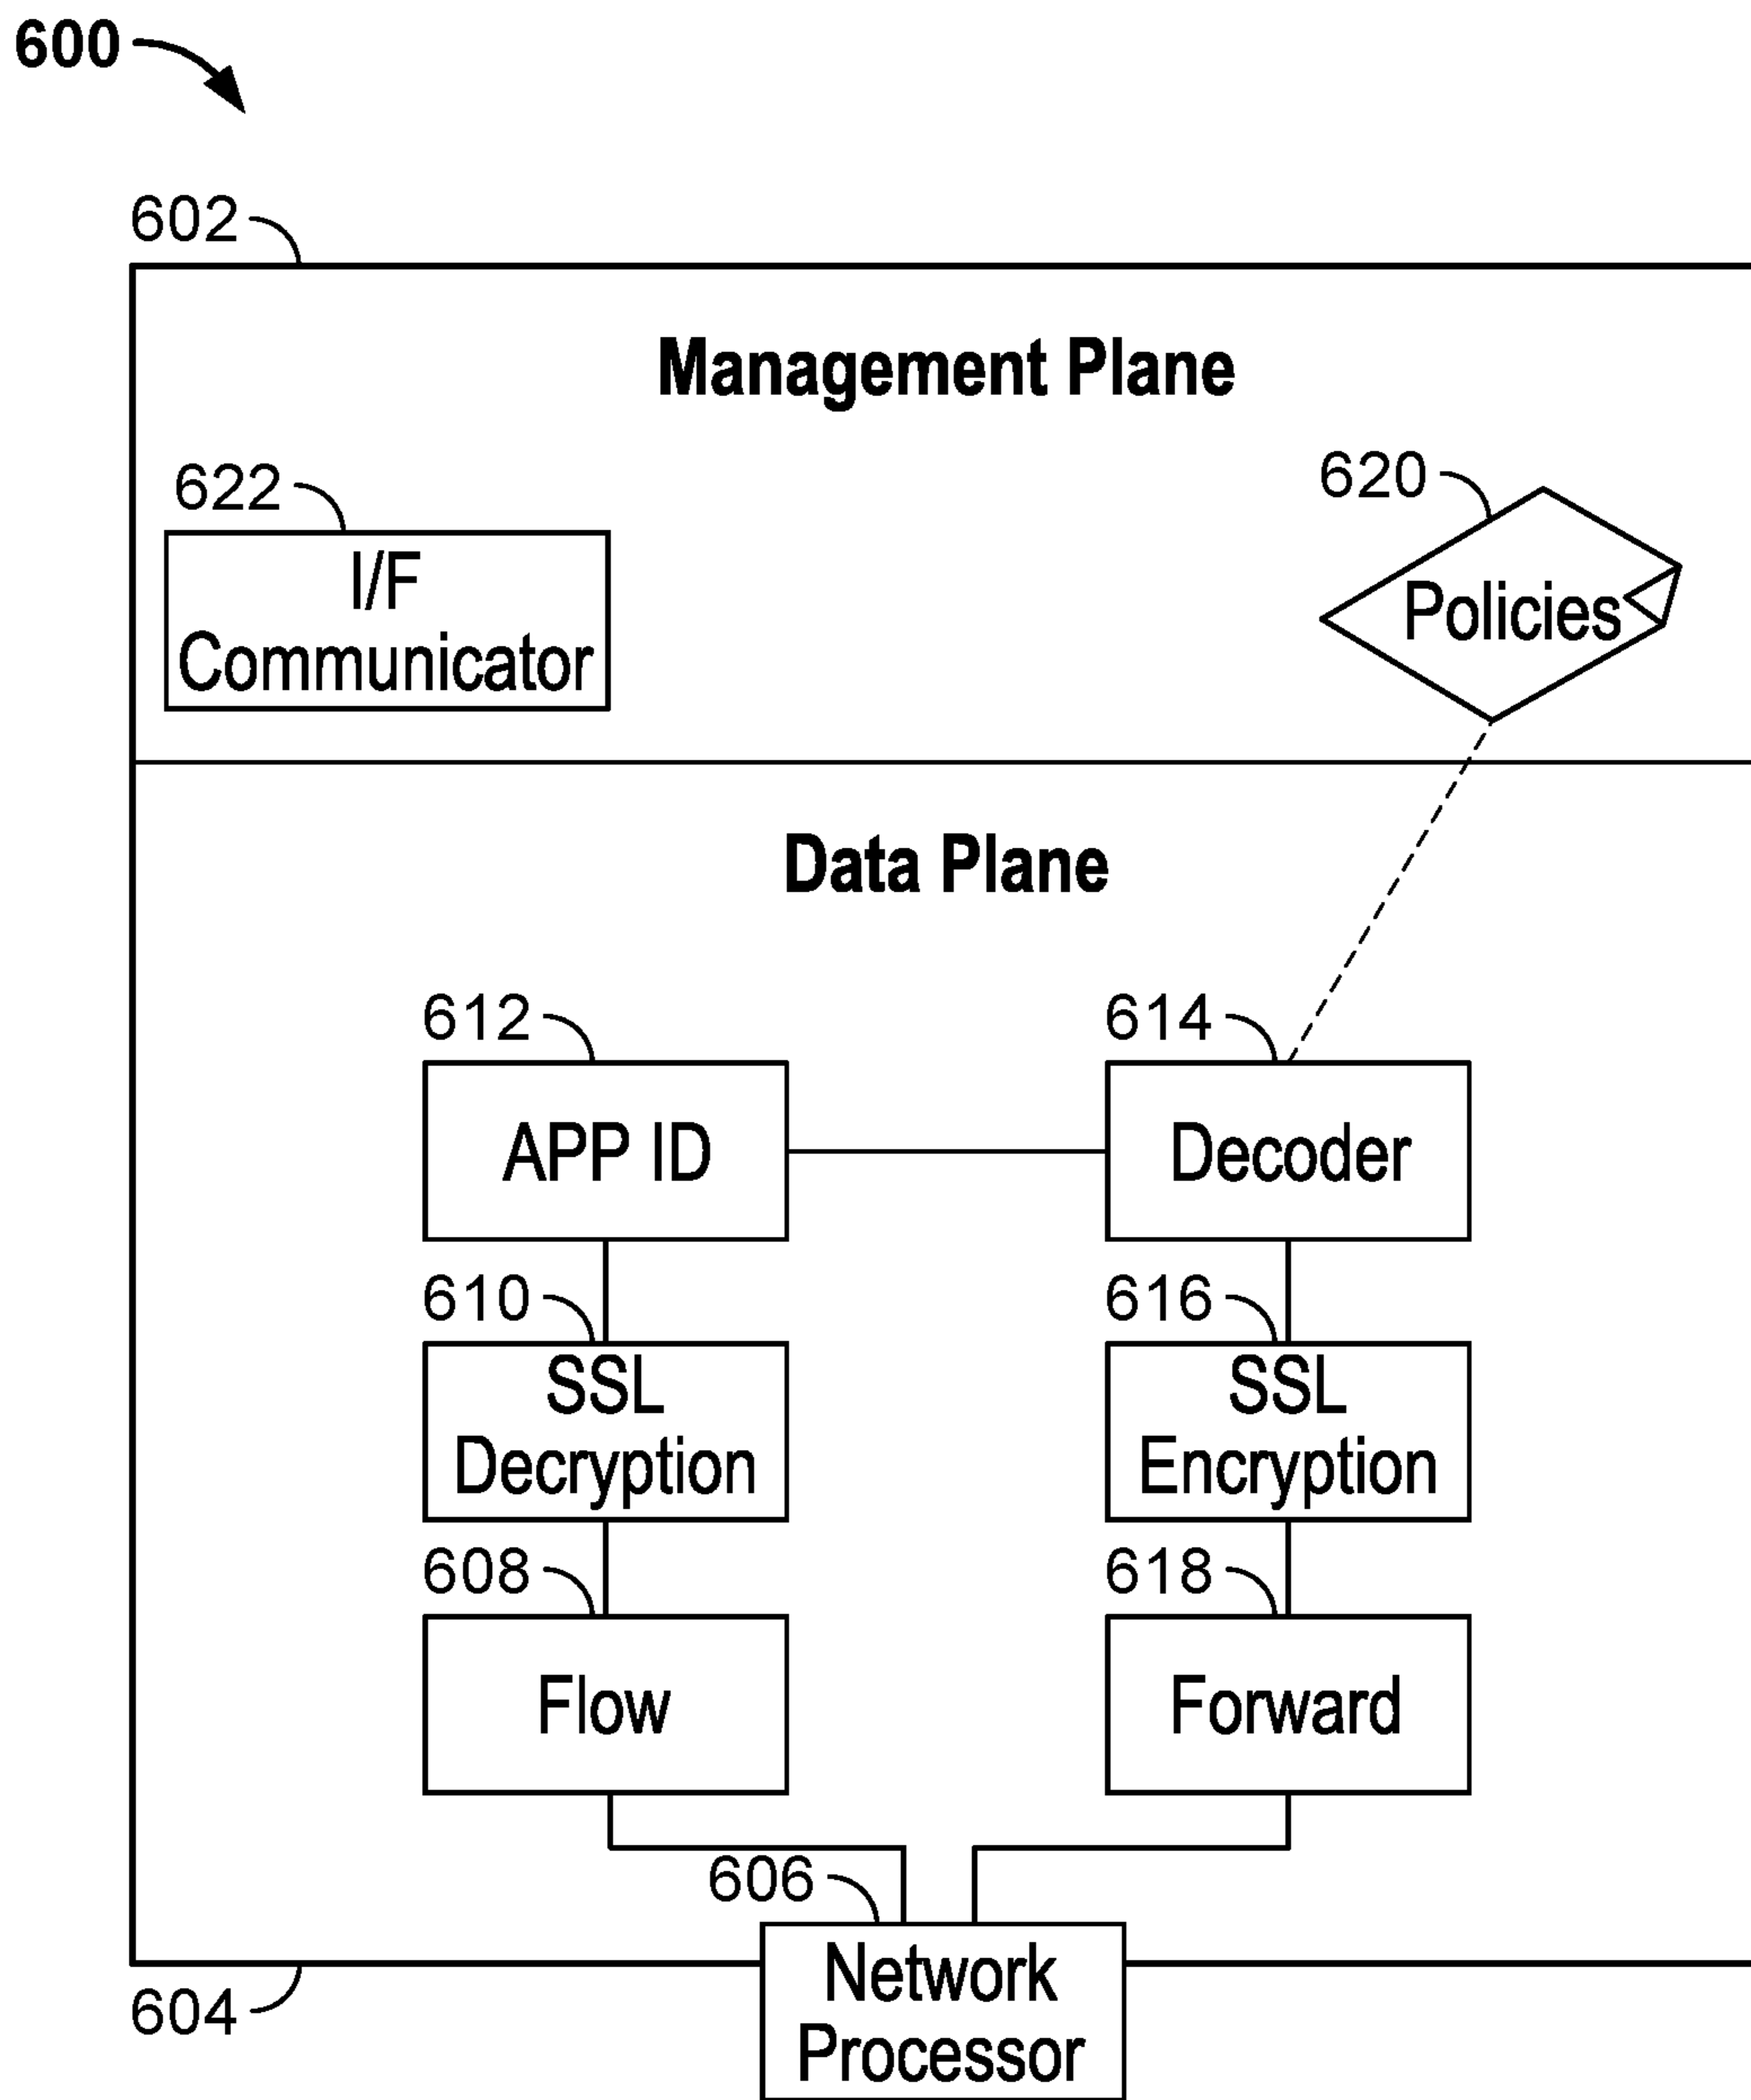 600
602
Management Plane
622
620
I/F
Communicator
Policies
Data Plane
612
614
APP ID
Decoder
610
616
SSL
Decryption
SSL
Encryption
608
618
Flow
Forward
606
Network
Processor
604